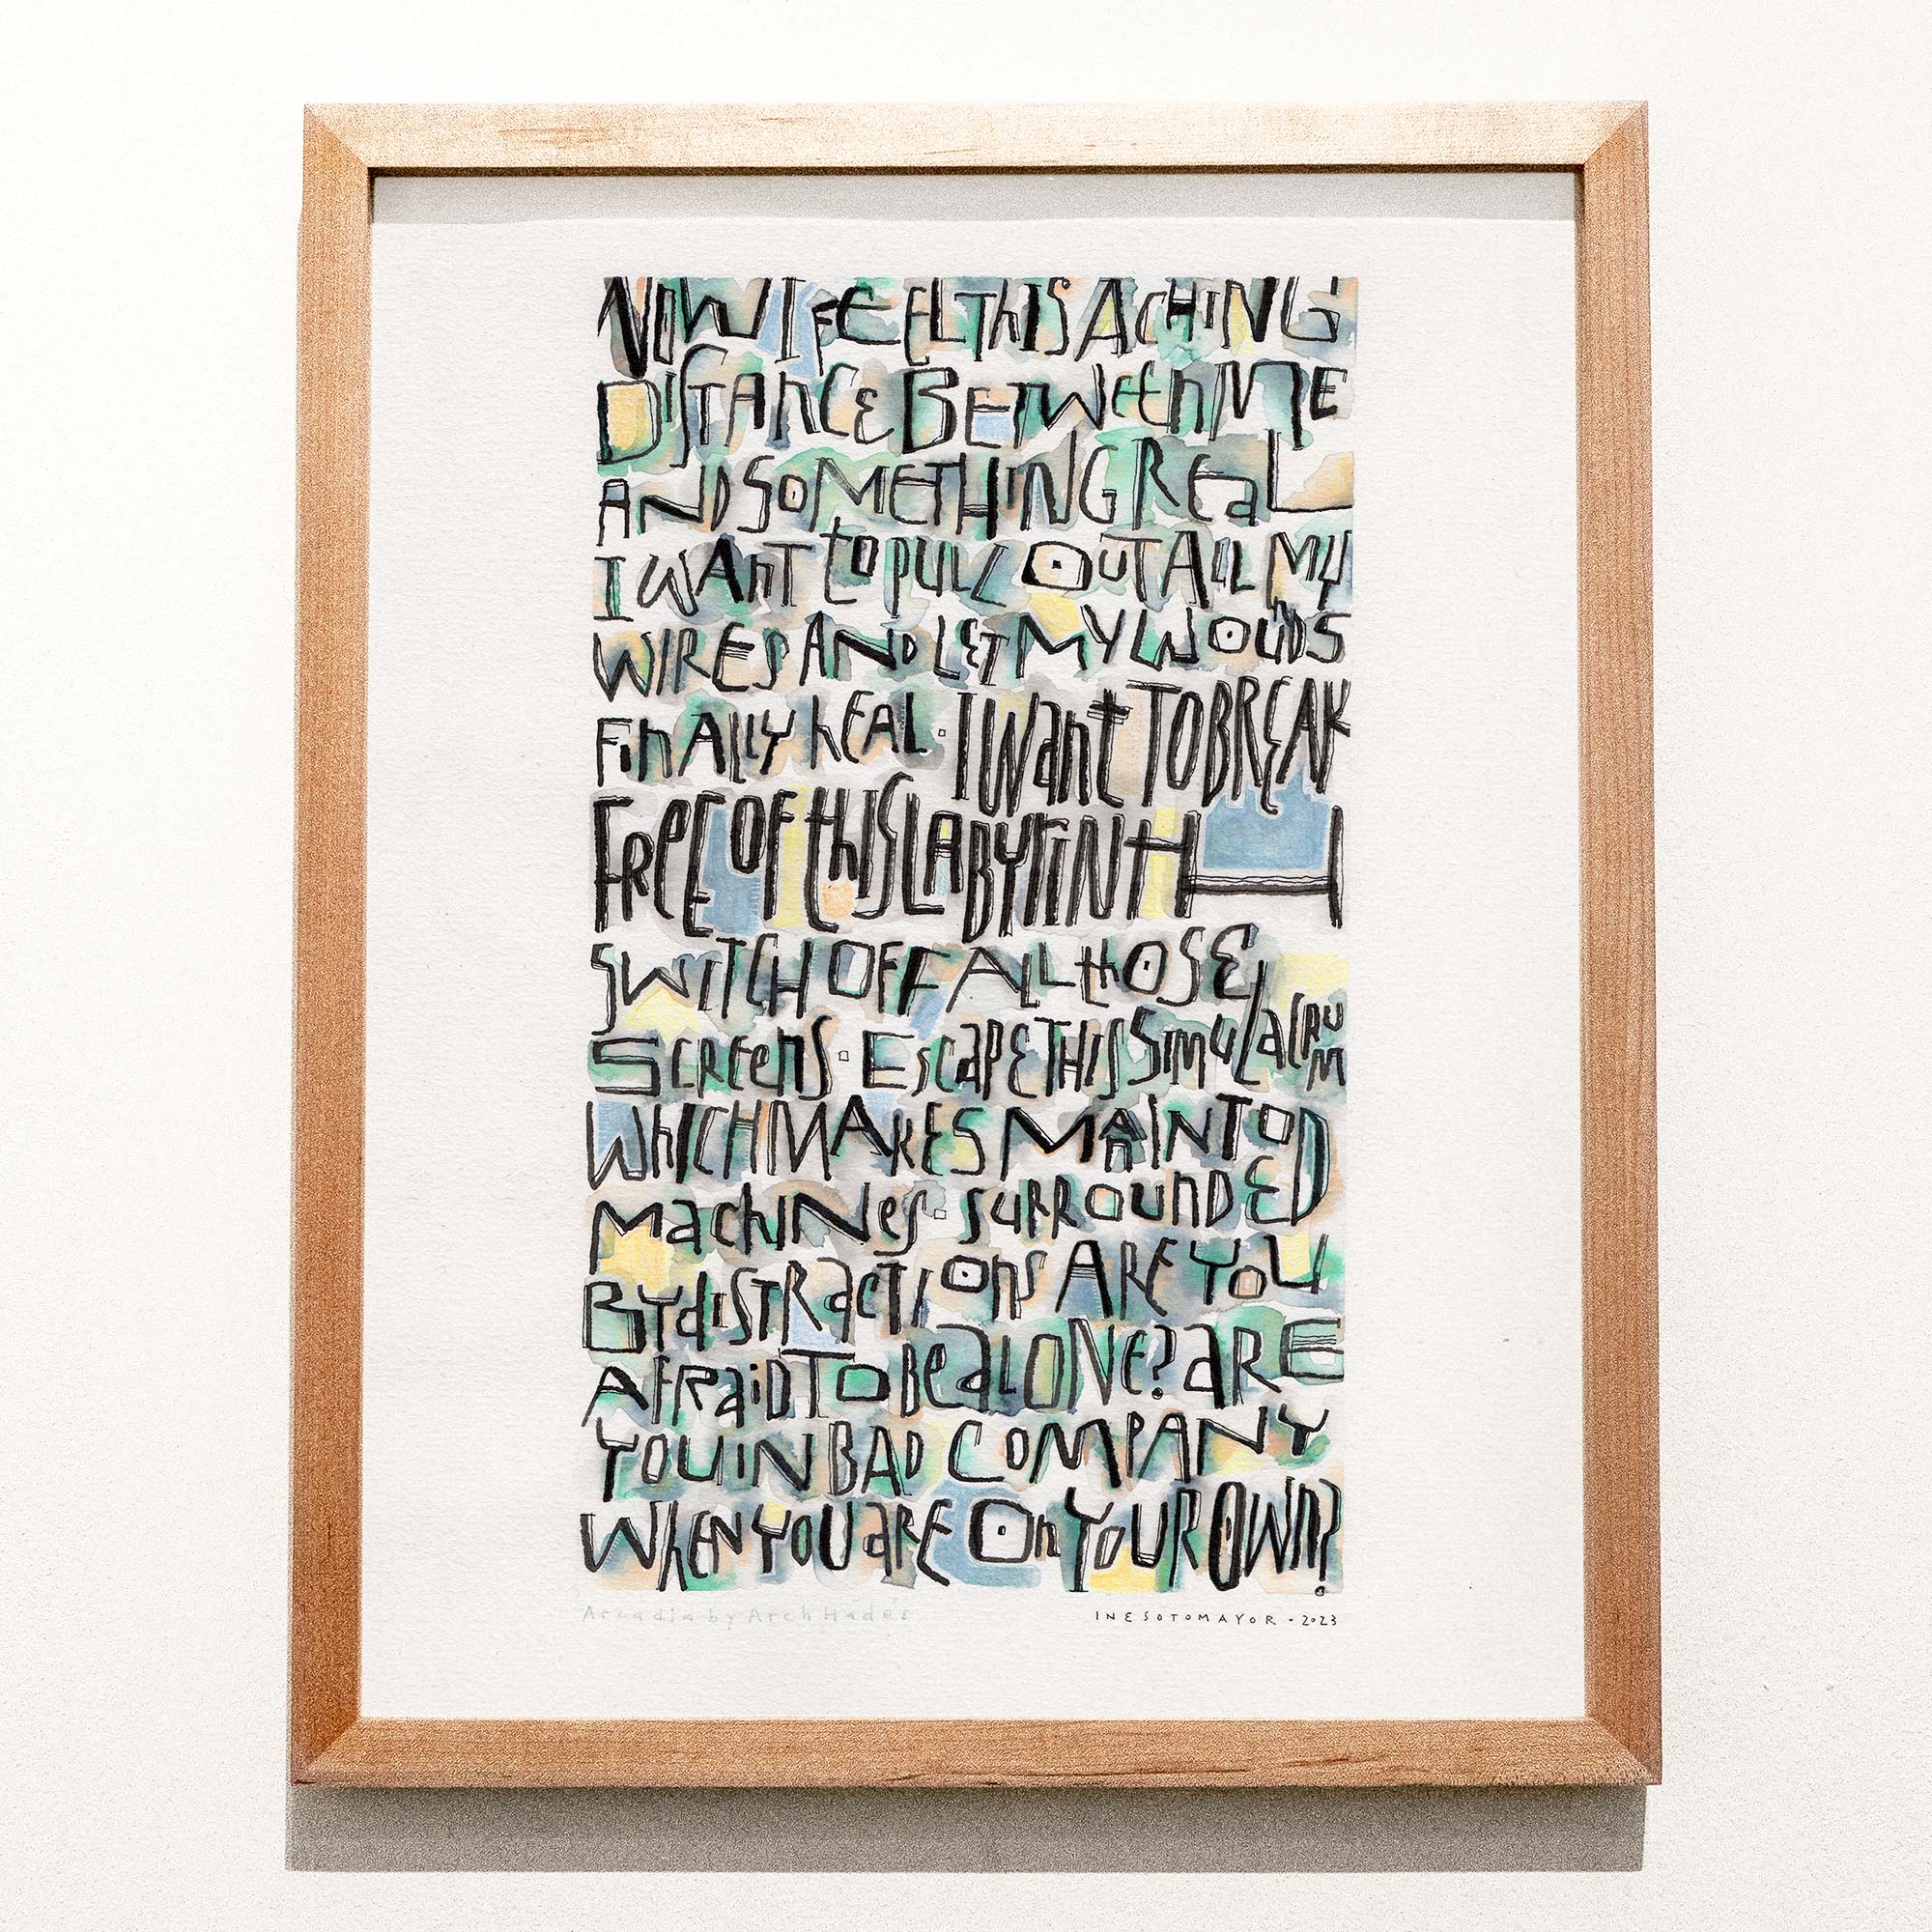 NOW I FEEL THIS ACHING
DISTANCE BETWEEN ME
AND SOMETHING REAL
I WANT TO PULL OUT ALL MY
WIRES AND LET MY WOUDS
FINALLY HEAL · I WANT TO BREAK
FREE OF THIS LABYRINTH
SWITCH OFF ALL THOSE
SCREENS · ESCAPE THIS SIMULACRUM
WHICH MAKES MAN INTO
MACHINES · SURROUNDED
BY DISTRACTIONS ARE YOU
AFRAID TO BE ALONE? ARE
YOU IN BAD COMPANY
WHEN YOU ARE ON YOUR OWN?
Arcadia by Arch Hades
INE SOTOMAYOR · 2023